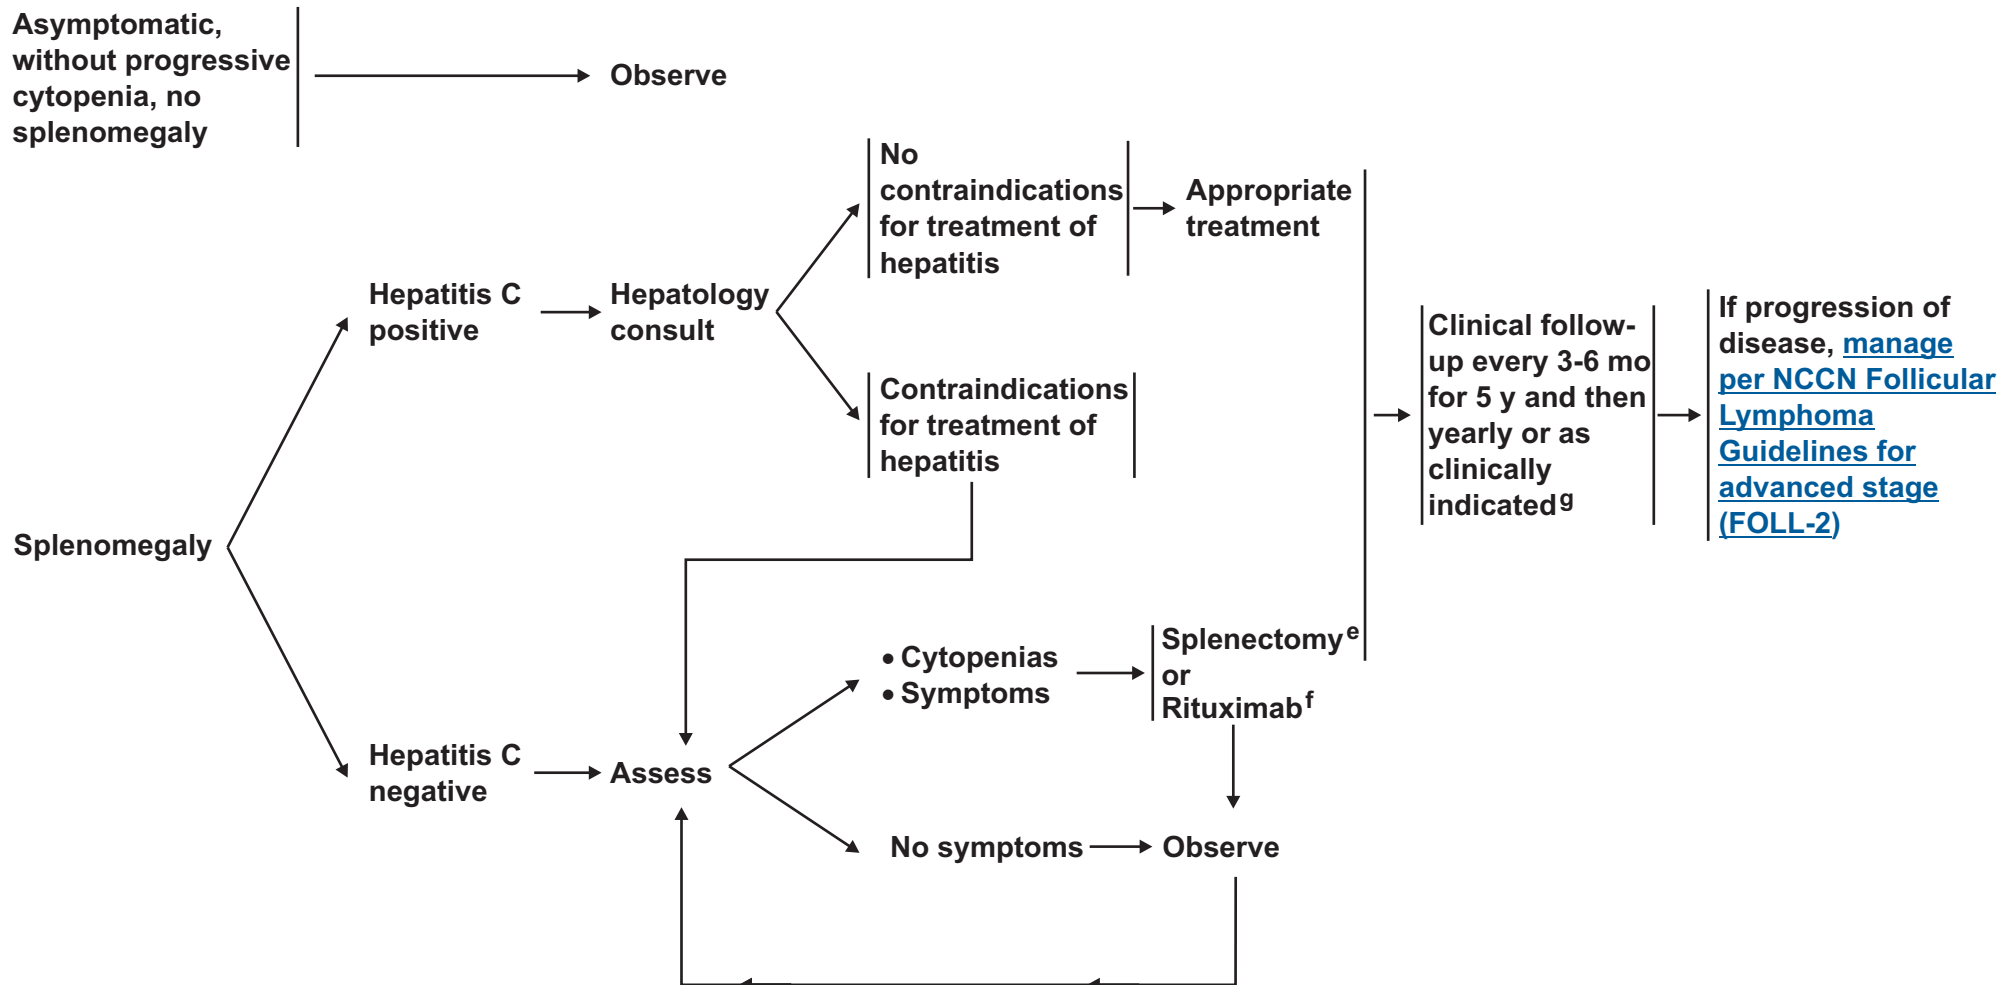 Asymptomatic,
without progressive
cytopenia, no
splenomegaly
Observe
No
contraindications
for treatment of
hepatitis
Appropriate
treatment
Hepatitis C
positive
Hepatology
consult
Contraindications
for treatment of
hepatitis
Clinical follow-
up every 3-6 mo
for 5 y and then
yearly or as
clinically
indicated g
If progression of
disease, manage
per NCCN Follicular
Lymphoma
Guidelines for
advanced stage
(FOLL-2)
Splenomegaly
• Cytopenias
• Symptoms
Splenectomy e
or
Rituximab f
Hepatitis C
negative
Assess
No symptoms
Observe